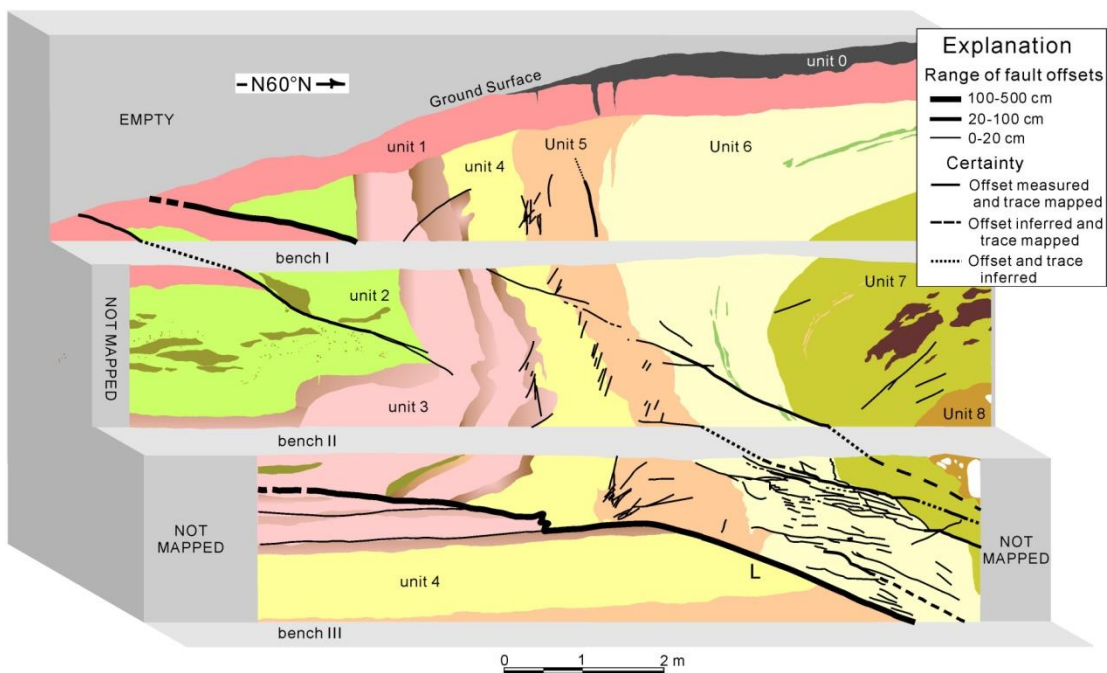 unit 0
Ground Surface
N60°N
EMPTY
unit 1
unit 4
Unit 5
Unit 6
bench I
Explanation
Range of fault offsets
100-500 cm
20-100 cm
0-20 cm
Certainty
Offset measured
and trace mapped
Offset inferred and
trace mapped
Offset and trace
inferred
NOT MAPPED
unit 2
unit 3
Unit 7
Unit 8
bench II
NOT
MAPPED
unit 4
L
NOT
MAPPED
bench III
0 1 2 m